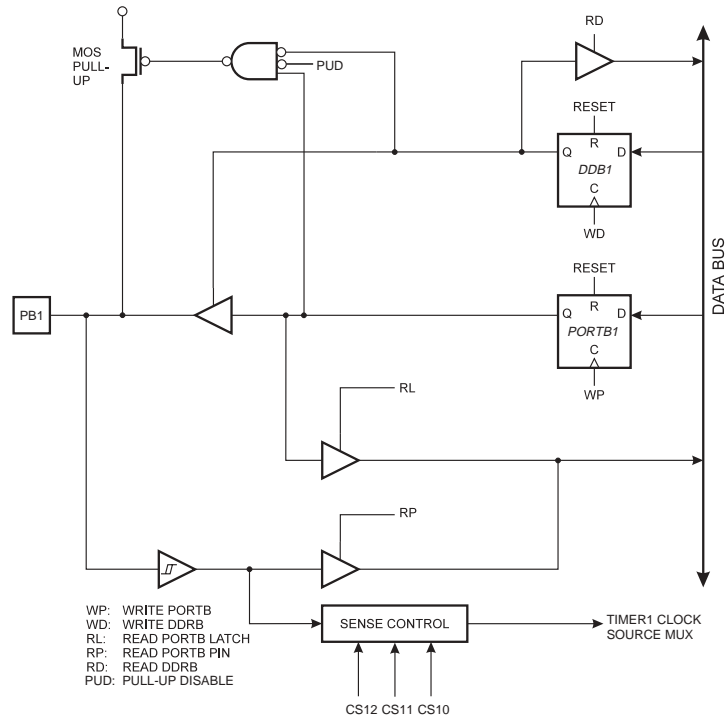 RD
MOS
PULL-
UP
PUD
RESET
R
Q
D
DDB1
C
WD
RESET
DATA BUS
PB1
R
Q
D
PORTB1
C
WP
RL
RP
WP: WRITE PORTB
WD: WRITE DDRB
RL: READ PORTB LATCH
RP: READ PORTB PIN
RD: READ DDRB
PUD: PULL-UP DISABLE
SENSE CONTROL
TIMER1 CLOCK
SOURCE MUX
CS12 CS11 CS10